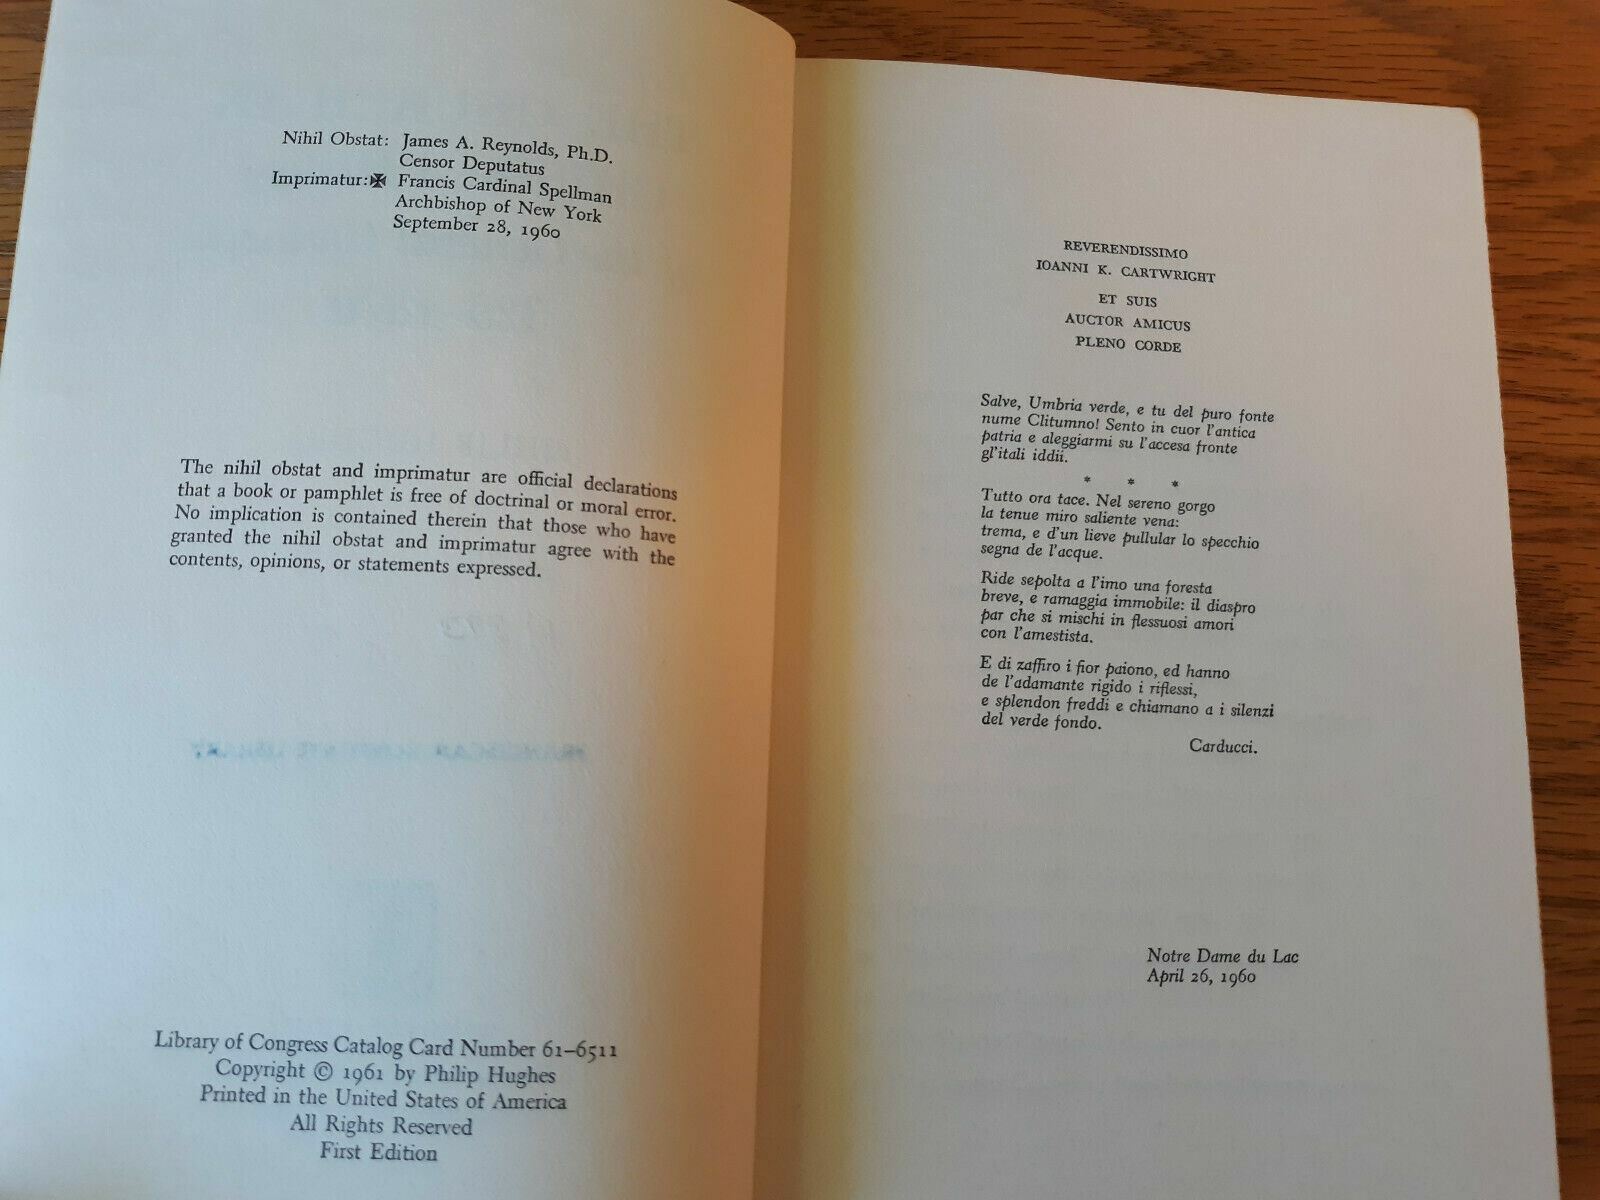 Nihil Obstat: James A. Reynolds, Ph.D.
Censor Deputatus
Imprimatur:✠ Francis Cardinal Spellman
Archbishop of New York
September 28, 1960
The nihil obstat and imprimatur are official declarations
that a book or pamphlet is free of doctrinal or moral error.
No implication is contained therein that those who have
granted the nihil obstat and imprimatur agree with the
contents, opinions, or statements expressed.
Library of Congress Catalog Card Number 61–6511
Copyright © 1961 by Philip Hughes
Printed in the United States of America
All Rights Reserved
First Edition
REVERENDISSIMO
IOANNI K. CARTWRIGHT
ET SUIS
AUCTOR AMICUS
PLENO CORDE
Salve, Umbria verde, e tu del puro fonte
nume Clitumno! Sento in cuor l'antica
patria e aleggiarmi su l'accesa fronte
gl'itali iddii.
* * *
Tutto ora tace. Nel sereno gorgo
la tenue miro saliente vena:
trema, e d'un lieve pullular lo specchio
segna de l'acque.
Ride sepolta a l'imo una foresta
breve, e ramaggia immobile: il diaspro
par che si mischi in flessuosi amori
con l'amestista.
E di zaffiro i fior paiono, ed hanno
de l'adamante rigido i riflessi,
e splendon freddi e chiamano a i silenzi
del verde fondo.
Carducci.
Notre Dame du Lac
April 26, 1960